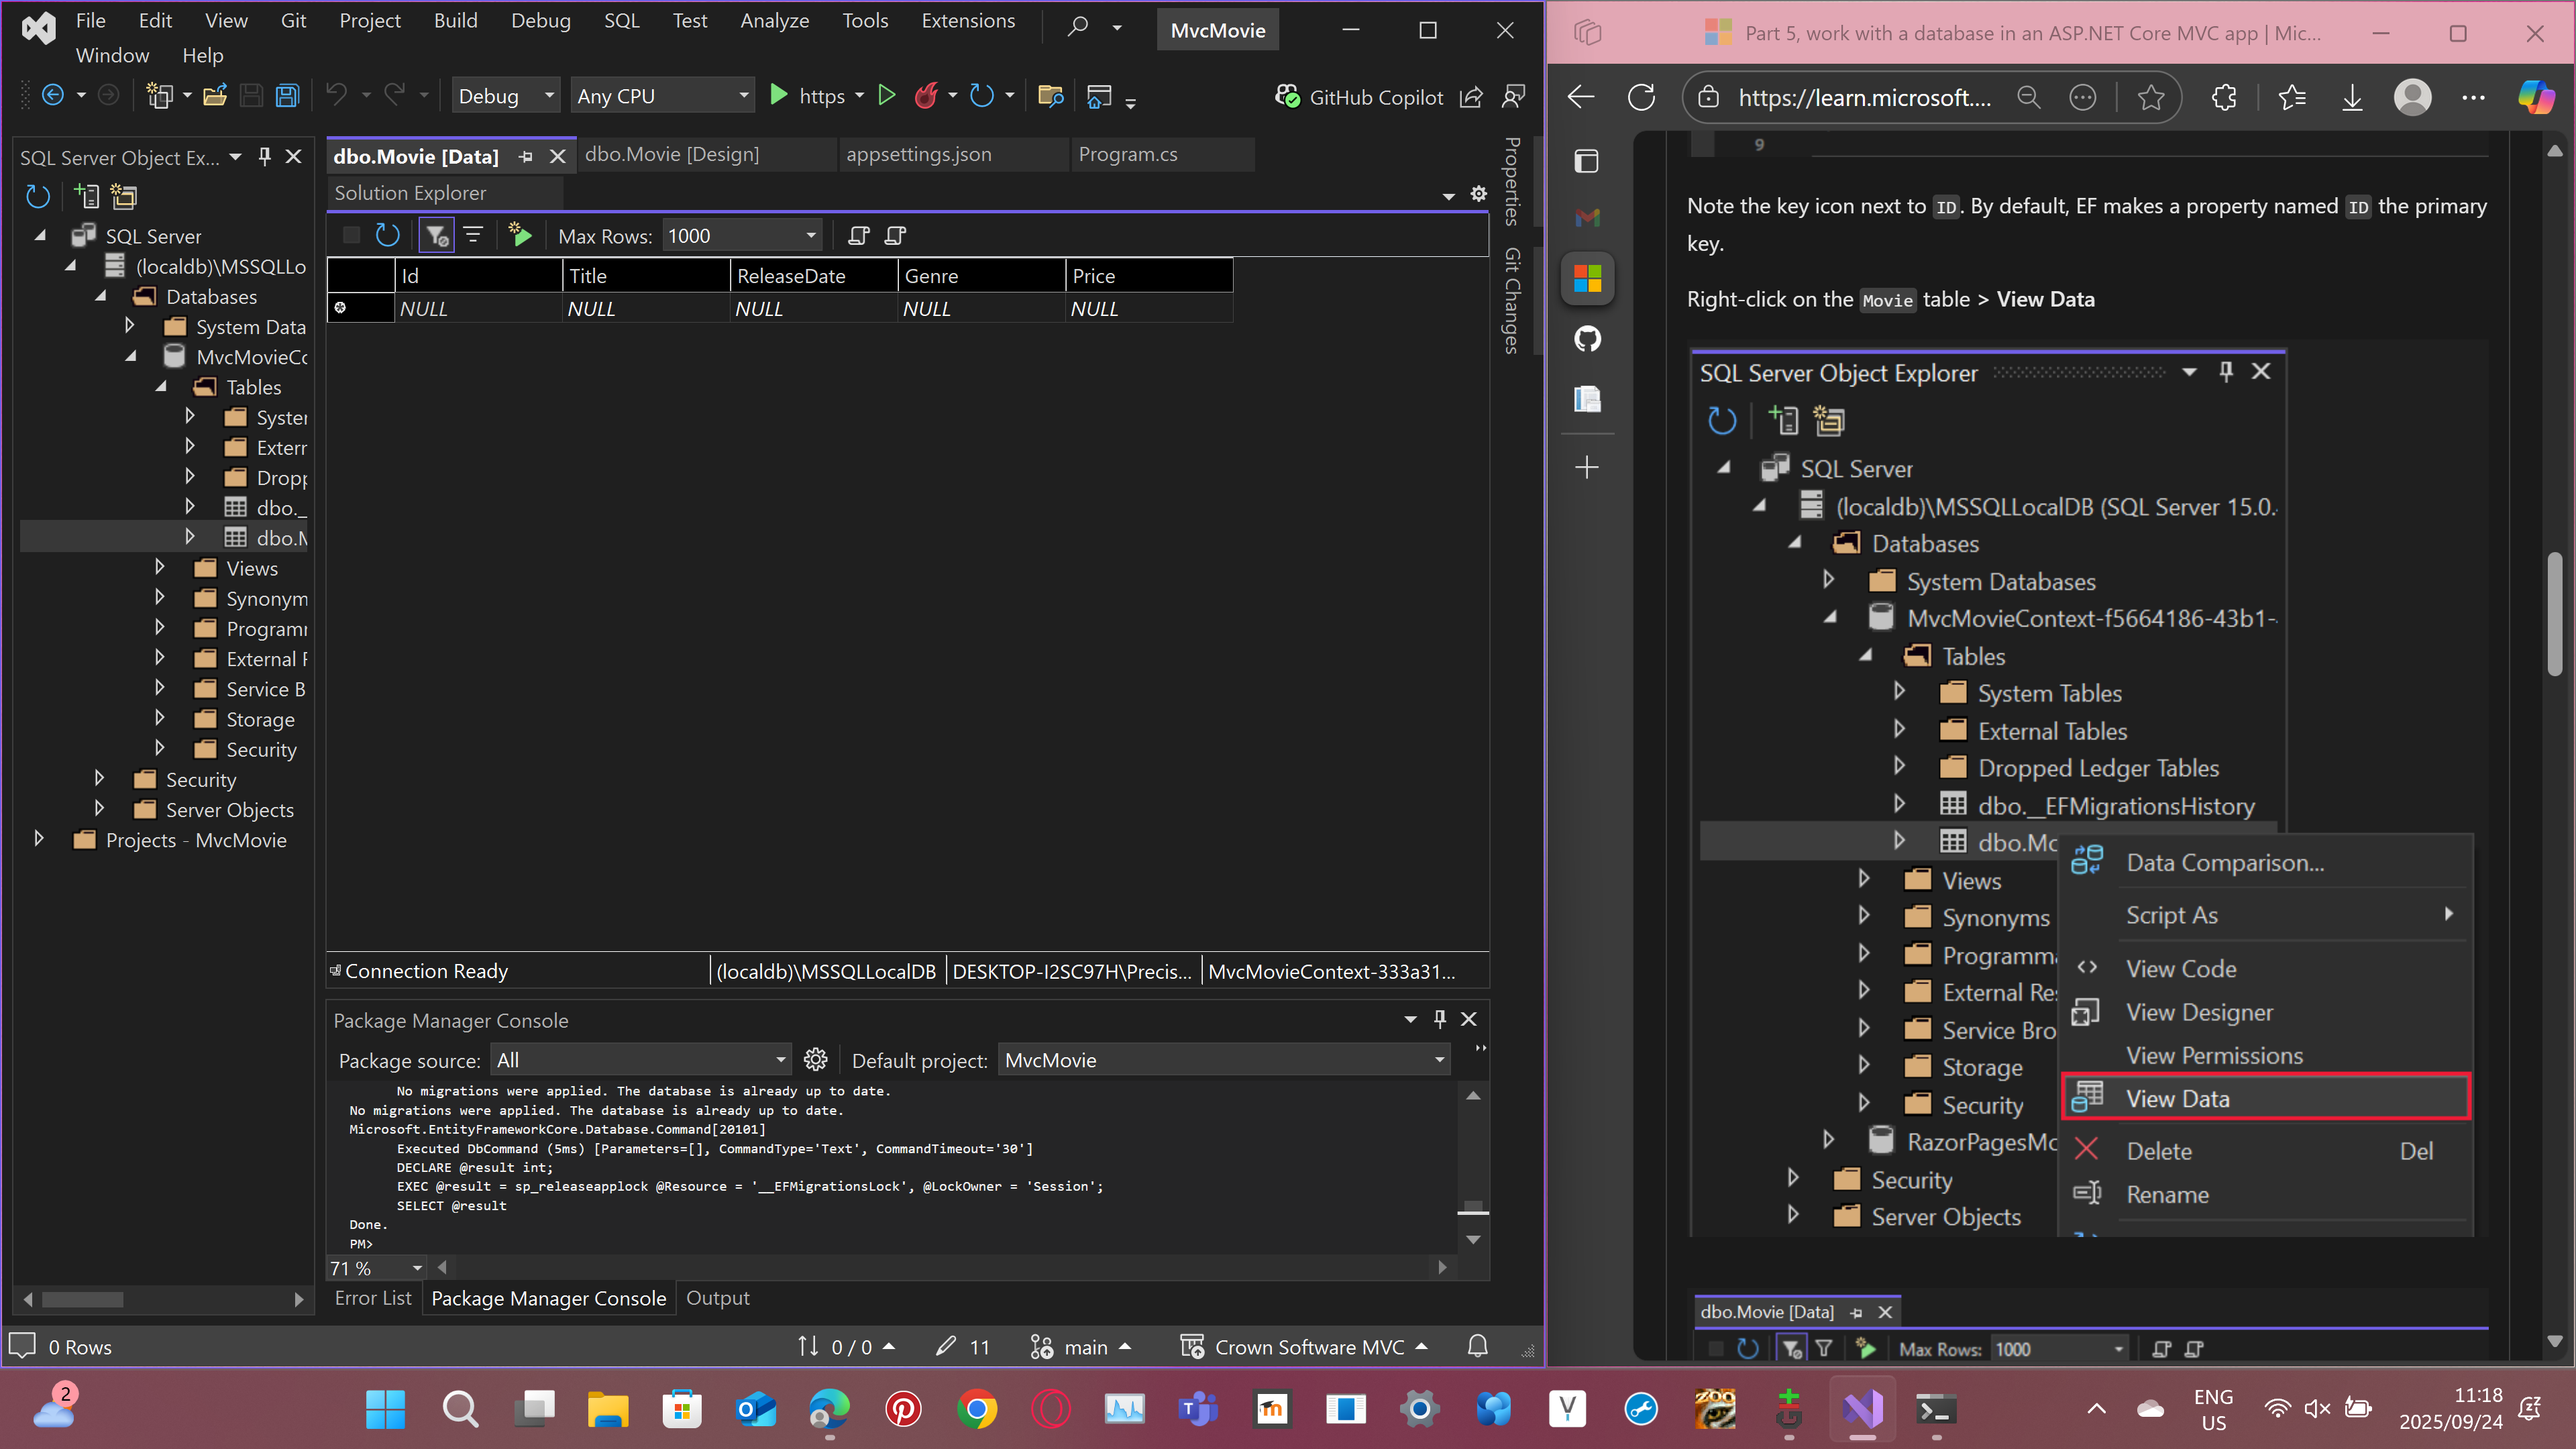 File Edit View Git Project Build Debug SQL Test Analyze Tools Extensions
Window Help
MvcMovie
Debug Any CPU https GitHub Copilot
SQL Server Object Ex...
SQL Server
(localdb)\MSSQLLo
Databases
System Data
MvcMovieCo
Tables
System
Extern
Dropp
dbo._
dbo.M
Views
Synonym
Programm
External R
Service B
Storage
Security
Security
Server Objects
Projects - MvcMovie
dbo.Movie [Data] dbo.Movie [Design] appsettings.json Program.cs
Solution Explorer
Max Rows: 1000
Id Title ReleaseDate Genre Price
NULL NULL NULL NULL NULL
Connection Ready (localdb)\MSSQLLocalDB DESKTOP-I2SC97H\Precis... MvcMovieContext-333a31...
Properties
Git Changes
Package Manager Console
Package source: All Default project: MvcMovie
No migrations were applied. The database is already up to date.
No migrations were applied. The database is already up to date.
Microsoft.EntityFrameworkCore.Database.Command[20101]
Executed DbCommand (5ms) [Parameters=[], CommandType='Text', CommandTimeout='30']
DECLARE @result int;
EXEC @result = sp_releaseapplock @Resource = '__EFMigrationsLock', @LockOwner = 'Session';
SELECT @result
Done.
PM>
71 %
Error List Package Manager Console Output
0 Rows 0 / 0 11 main Crown Software MVC
Part 5, work with a database in an ASP.NET Core MVC app | Mic...
https://learn.microsoft....
9
Note the key icon next to ID. By default, EF makes a property named ID the primary
key.
Right-click on the Movie table > View Data
SQL Server Object Explorer
SQL Server
(localdb)\MSSQLLocalDB (SQL Server 15.0.
Databases
System Databases
MvcMovieContext-f5664186-43b1-
Tables
System Tables
External Tables
Dropped Ledger Tables
dbo.__EFMigrationsHistory
dbo.Mo
Views
Synonyms
Programma
External Res
Service Bro
Storage
Security
RazorPagesMo
Security
Server Objects
Data Comparison...
Script As
View Code
View Designer
View Permissions
View Data
Delete Del
Rename
dbo.Movie [Data]
Max Rows: 1000
2
ENG
US
11:18
2025/09/24